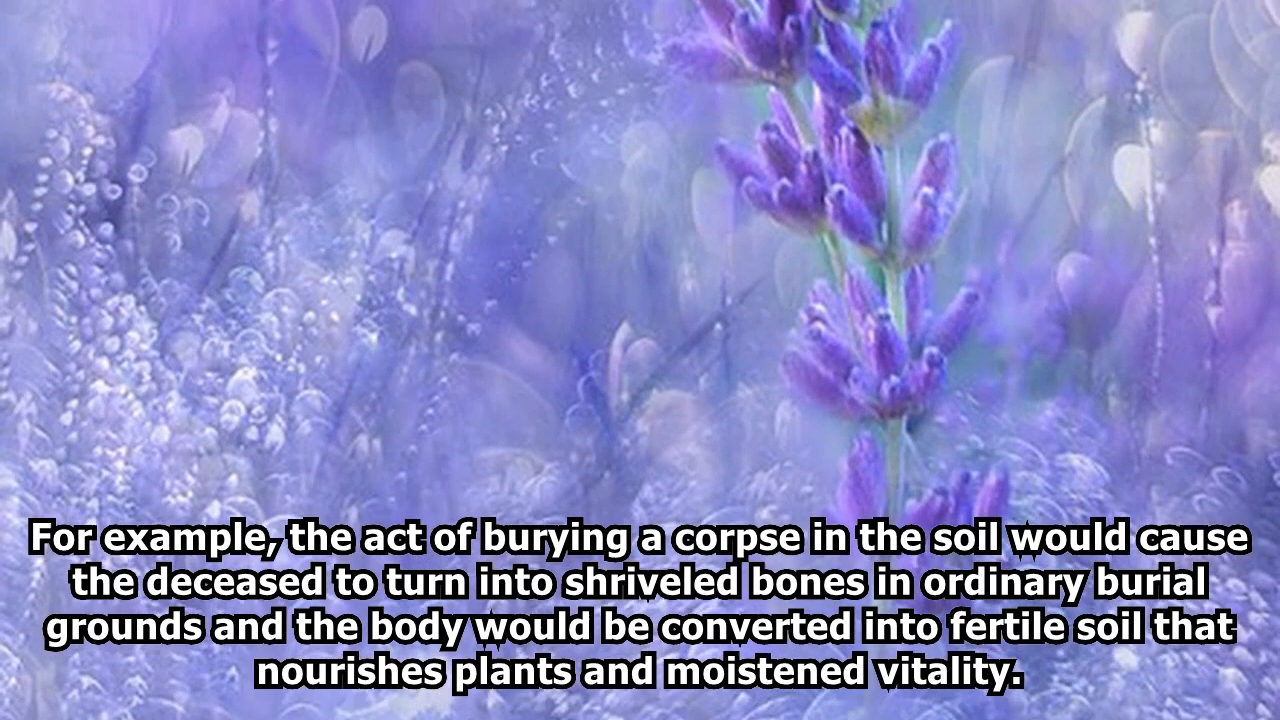 For example, the act of burying a corpse in the soil would cause
the deceased to turn into shriveled bones in ordinary burial
grounds and the body would be converted into fertile soil that
nourishes plants and moistened vitality.